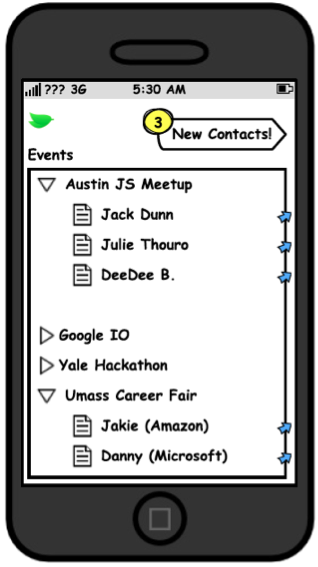 ??? 3G 5:30 AM
3
New Contacts!
Events
Austin JS Meetup
Jack Dunn
Julie Thouro
DeeDee B.
Google IO
Yale Hackathon
Umass Career Fair
Jakie (Amazon)
Danny (Microsoft)